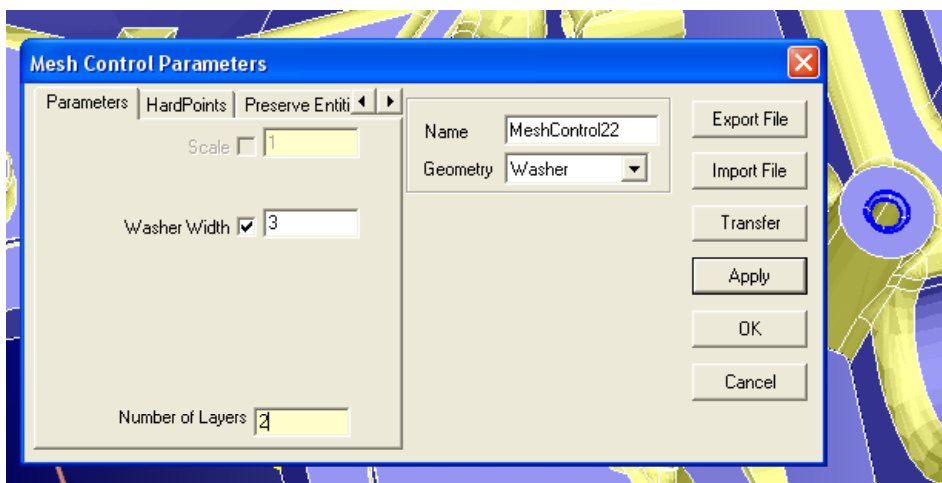 Mesh Control Parameters
Parameters HardPoints Preserve Entiti
Scale 1
Washer Width 3
Number of Layers 2
Name MeshControl22
Geometry Washer
Export File
Import File
Transfer
Apply
OK
Cancel